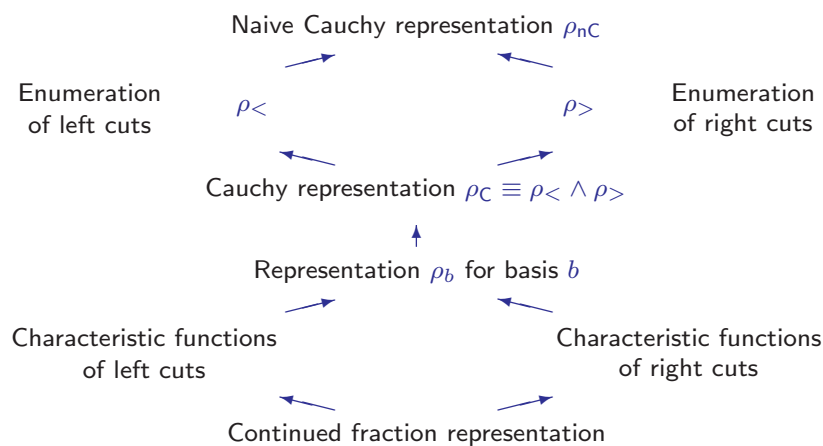 Naive Cauchy representation ρnC
Enumeration
of left cuts
ρ<
ρ>
Enumeration
of right cuts
Cauchy representation ρC ≡ ρ< ∧ ρ>
Representation ρb for basis b
Characteristic functions
of left cuts
Characteristic functions
of right cuts
Continued fraction representation